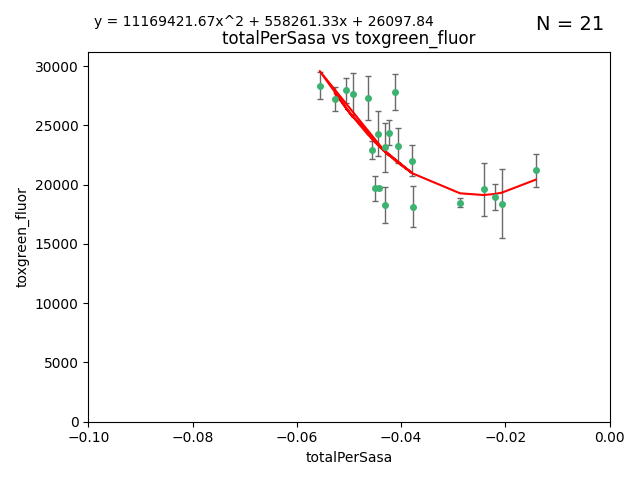 y = 11169421.67x^2 + 558261.33x + 26097.84
N = 21
totalPerSasa vs toxgreen_fluor
30000
25000
20000
15000
10000
5000
0
toxgreen_fluor
−0.10
−0.08
−0.06
−0.04
−0.02
0.00
totalPerSasa